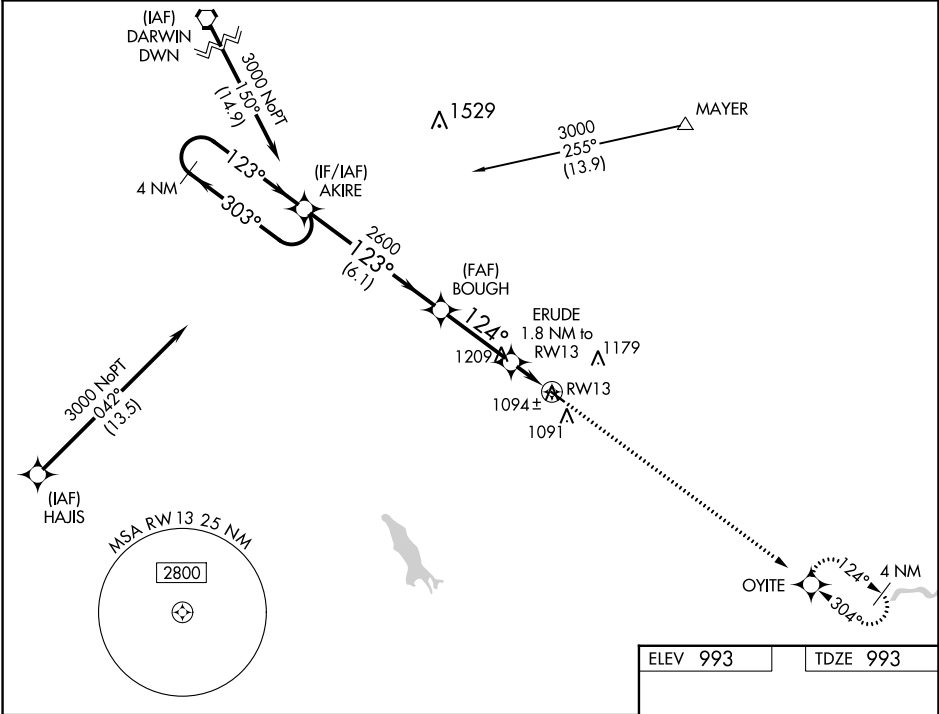 (IAF)
DARWIN
DWN
3000 NoPT
150°
(14.9)
1529
MAYER
3000
255°
(13.9)
4 NM
123°
303°
(IF/IAF)
AKIRE
2600
123°
(6.1)
(FAF)
BOUGH
124°
ERUDE
1.8 NM to
RW13
1209
1179
RW13
1094±
1091
3000 NoPT
042°
(13.5)
(IAF)
HAJIS
MSA RW 13 25 NM
2800
OYITE
124°
304°
4 NM
ELEV 993
TDZE 993